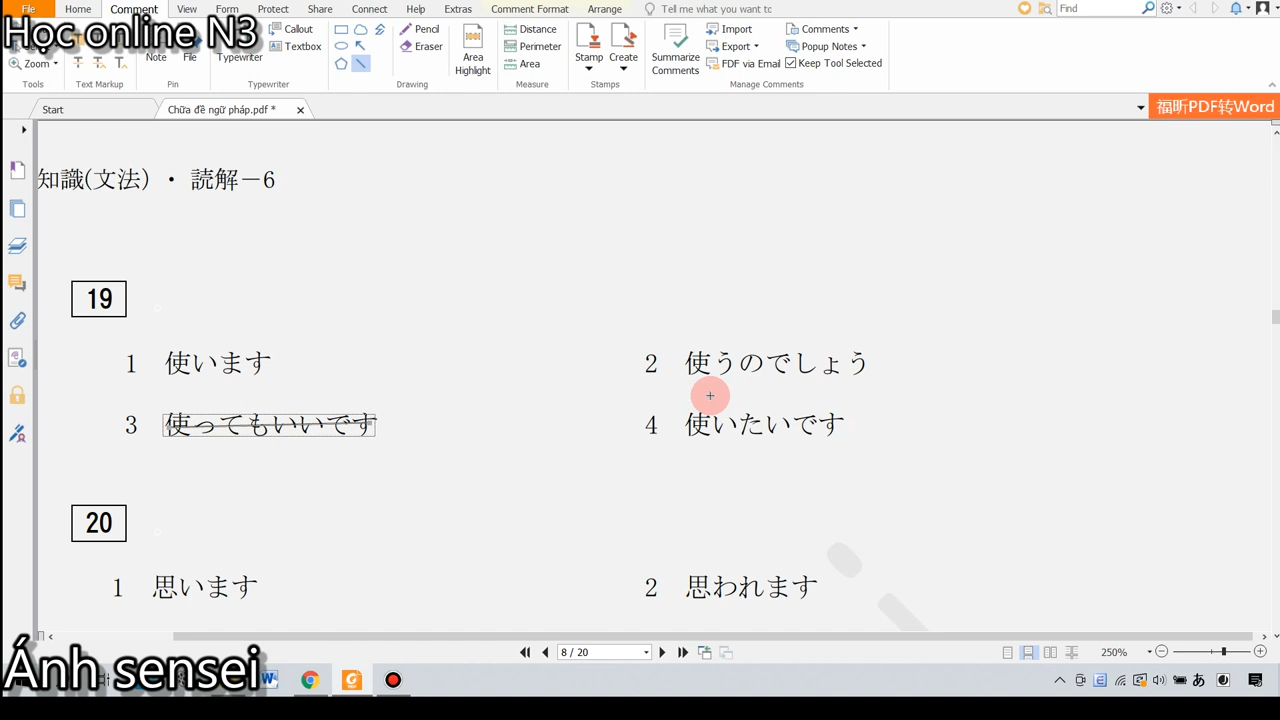 File Home Comment View Form Protect Share Connect Help Extras Comment Format Arrange Tell me what you want to Find
Học online N3
Callout Pencil Distance Import Comments
Textbox Eraser Perimeter Export Popup Notes
Zoom Typewriter Note File Area Highlight Area Stamp Create Summarize Comments FDF via Email Keep Tool Selected
Tools Text Markup Pin Typewriter Drawing Measure Stamps Manage Comments
Start Chữa đề ngữ pháp.pdf * 福昕PDF转Word
知識(文法) ・ 読解－6
19
1 使います 2 使うのでしょう
3 使ってもいいです 4 使いたいです
20
1 思います 2 思われます
8 / 20 250%
Ánh sensei